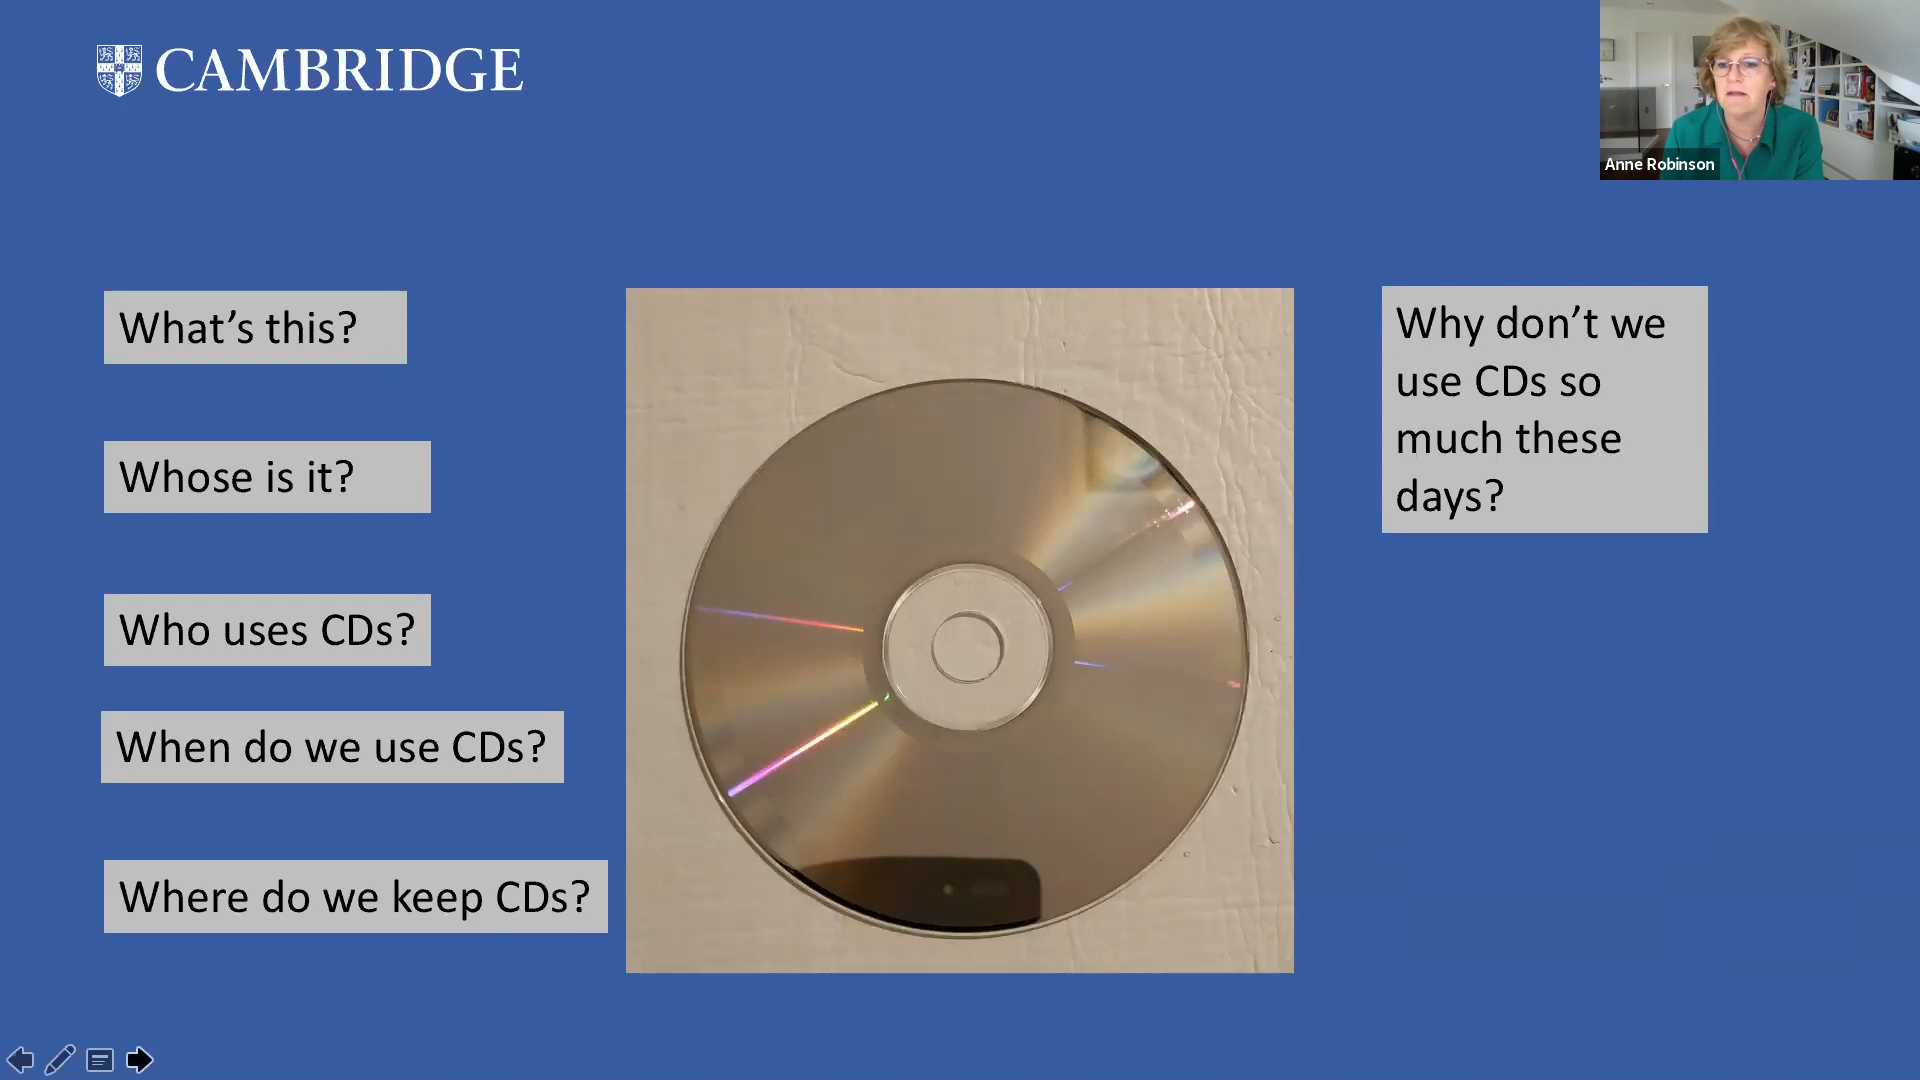 CAMBRIDGE
Anne Robinson
What's this?
Whose is it?
Who uses CDs?
When do we use CDs?
Where do we keep CDs?
Why don't we
use CDs so
much these
days?